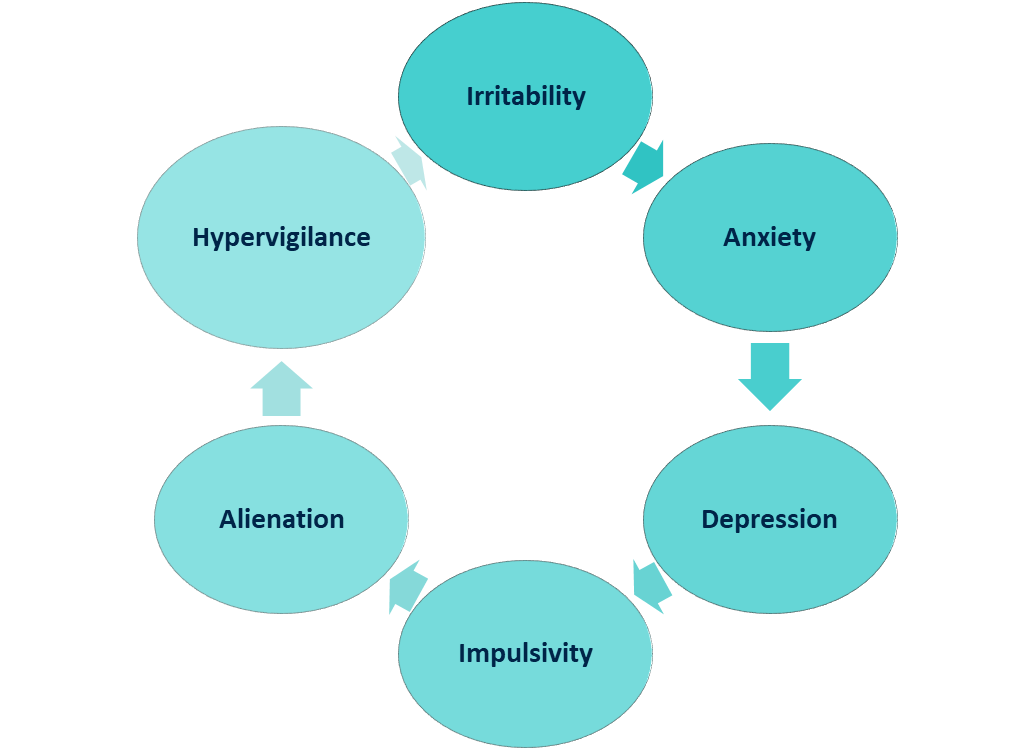 Irritability
Anxiety
Depression
Impulsivity
Alienation
Hypervigilance